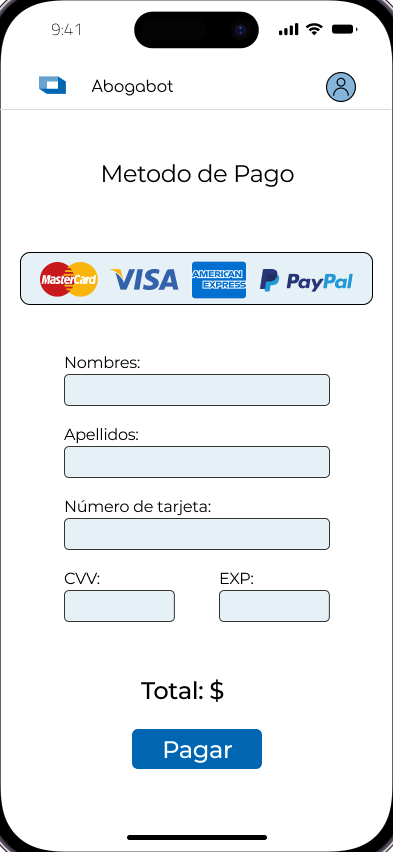 9:41
Abogabot
Metodo de Pago
MasterCard VISA AMERICAN EXPRESS PayPal
Nombres:
Apellidos:
Número de tarjeta:
CVV: EXP:
Total: $
Pagar